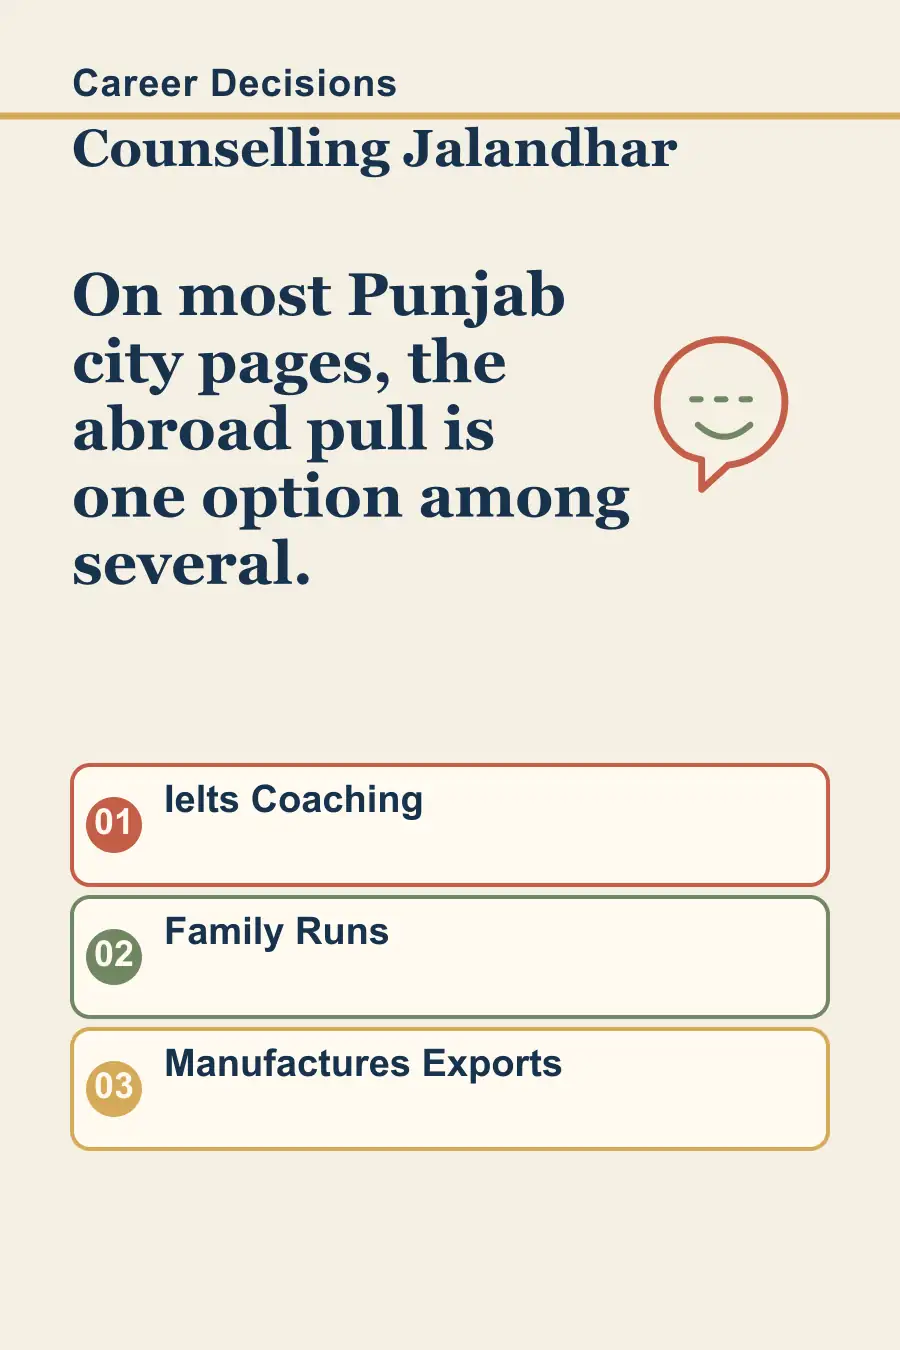 Career Decisions
Counselling Jalandhar
On most Punjab
city pages, the
abroad pull is
one option among
several.
01
Ielts Coaching
02
Family Runs
03
Manufactures Exports